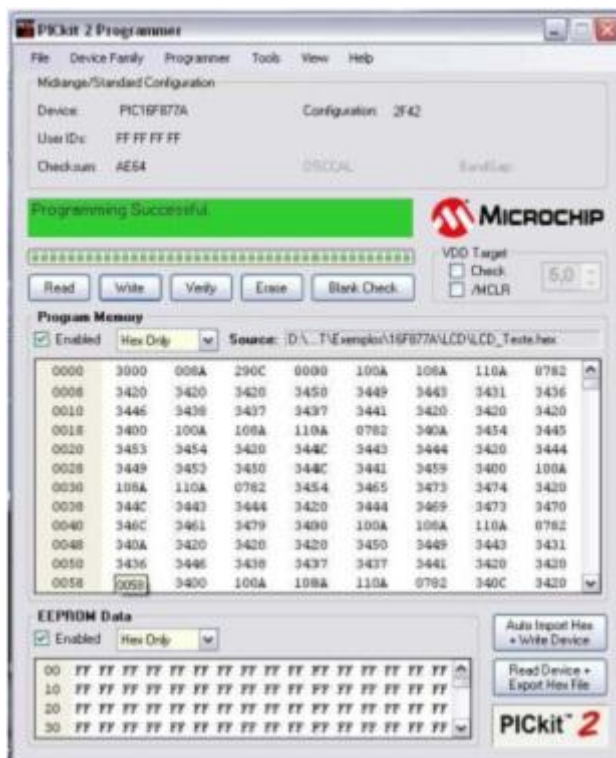 PICkit 2 Programmer
File Device Family Programmer Tools View Help
Midrange/Standard Configuration
Device: PIC16F877A Configuration: 2F42
User IDs: FF FF FF FF
Checksum: AE64 OSCCAL: BandGap:
Programming Successful.
MICROCHIP
VDD Target
Check
/MCLR
5,0
Read Write Verify Erase Blank Check
Program Memory
Enabled Hex Only Source: D:\...T\Exemplos\16F877A\LCD\LCD_Teste.hex
0000 3000 008A 290C 0000 100A 108A 110A 0782
0008 3420 3420 3420 3450 3449 3443 3431 3436
0010 3446 3438 3437 3437 3441 3420 3420 3420
0018 3400 100A 108A 110A 0782 340A 3454 3445
0020 3453 3454 3420 344C 3443 3444 3420 3444
0028 3449 3453 3450 344C 3441 3459 3400 100A
0030 108A 110A 0782 3454 3465 3473 3474 3420
0038 344C 3443 3444 3420 3444 3469 3473 3470
0040 346C 3461 3479 3400 100A 108A 110A 0782
0048 340A 3420 3420 3420 3450 3449 3443 3431
0050 3436 3446 3438 3437 3437 3441 3420 3420
0058 0058 3400 100A 108A 110A 0782 340C 3420
EEPROM Data
Enabled Hex Only
00 FF FF FF FF FF FF FF FF FF FF FF FF FF FF FF FF
10 FF FF FF FF FF FF FF FF FF FF FF FF FF FF FF FF
20 FF FF FF FF FF FF FF FF FF FF FF FF FF FF FF FF
30 FF FF FF FF FF FF FF FF FF FF FF FF FF FF FF FF
Auto Import Hex
+ Write Device
Read Device +
Export Hex File
PICkit™ 2